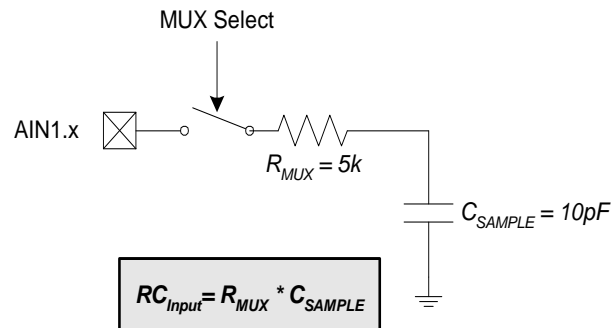 MUX Select
AIN1.x
R_MUX = 5k
C_SAMPLE = 10pF
RC_Input= R_MUX * C_SAMPLE